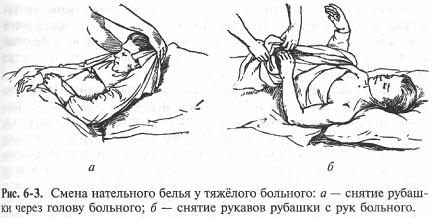 а
б
Рис. 6-3. Смена нательного белья у тяжёлого больного: а — снятие рубаш-
ки через голову больного; б — снятие рукавов рубашки с рук больного.